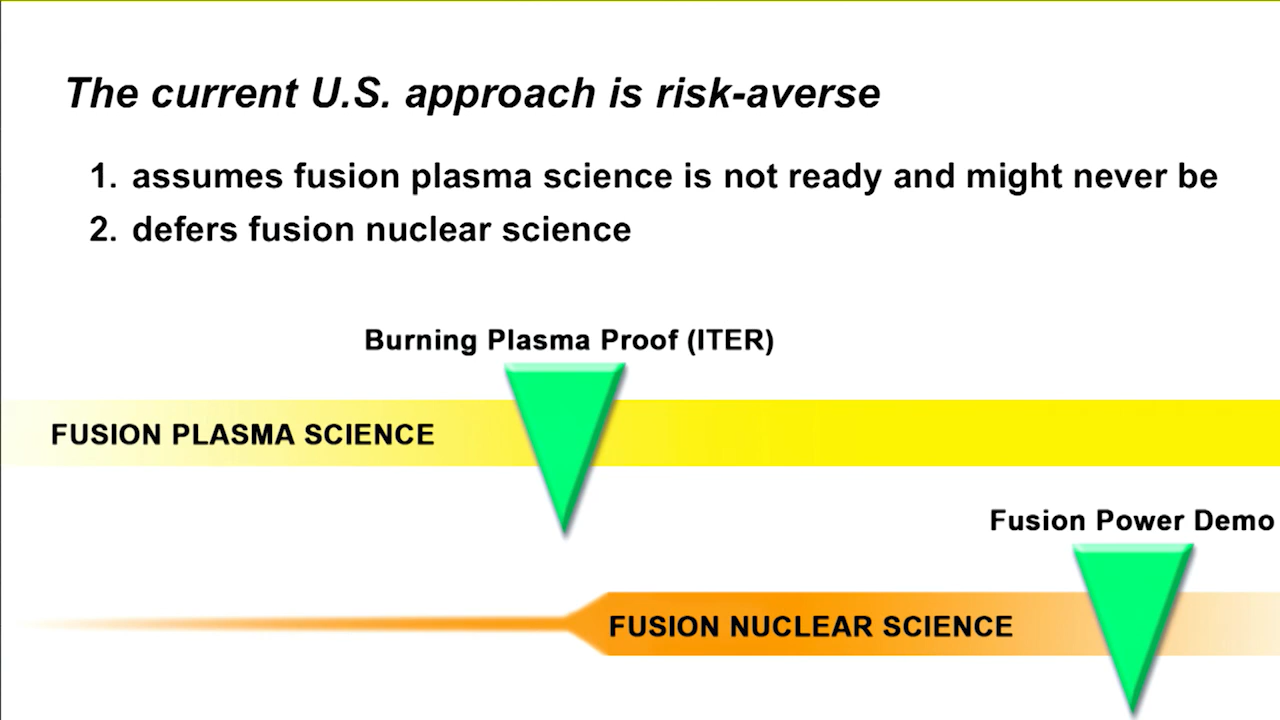 The current U.S. approach is risk-averse
1. assumes fusion plasma science is not ready and might never be
2. defers fusion nuclear science
Burning Plasma Proof (ITER)
FUSION PLASMA SCIENCE
Fusion Power Demo
FUSION NUCLEAR SCIENCE